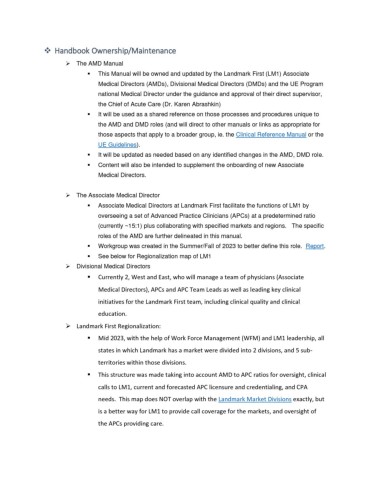 ❖ Handbook Ownership/Maintenance
➢ The AMD Manual
▪ This Manual will be owned and updated by the Landmark First (LM1) Associate
Medical Directors (AMDs), Divisional Medical Directors (DMDs) and the UE Program
national Medical Director under the guidance and approval of their direct supervisor,
the Chief of Acute Care (Dr. Karen Abrashkin)
▪ It will be used as a shared reference on those processes and procedures unique to
the AMD and DMD roles (and will direct to other manuals or links as appropriate for
those aspects that apply to a broader group, ie. the Clinical Reference Manual or the
UE Guidelines).
▪ It will be updated as needed based on any identified changes in the AMD, DMD role.
▪ Content will also be intended to supplement the onboarding of new Associate
Medical Directors.
➢ The Associate Medical Director
▪ Associate Medical Directors at Landmark First facilitate the functions of LM1 by
overseeing a set of Advanced Practice Clinicians (APCs) at a predetermined ratio
(currently ~15:1) plus collaborating with specified markets and regions. The specific
roles of the AMD are further delineated in this manual.
▪ Workgroup was created in the Summer/Fall of 2023 to better define this role. Report.
▪ See below for Regionalization map of LM1
➢ Divisional Medical Directors
▪ Currently 2, West and East, who will manage a team of physicians (Associate
Medical Directors), APCs and APC Team Leads as well as leading key clinical
initiatives for the Landmark First team, including clinical quality and clinical
education.
➢ Landmark First Regionalization:
▪ Mid 2023, with the help of Work Force Management (WFM) and LM1 leadership, all
states in which Landmark has a market were divided into 2 divisions, and 5 sub-
territories within those divisions.
▪ This structure was made taking into account AMD to APC ratios for oversight, clinical
calls to LM1, current and forecasted APC licensure and credentialing, and CPA
needs. This map does NOT overlap with the Landmark Market Divisions exactly, but
is a better way for LM1 to provide call coverage for the markets, and oversight of
the APCs providing care.